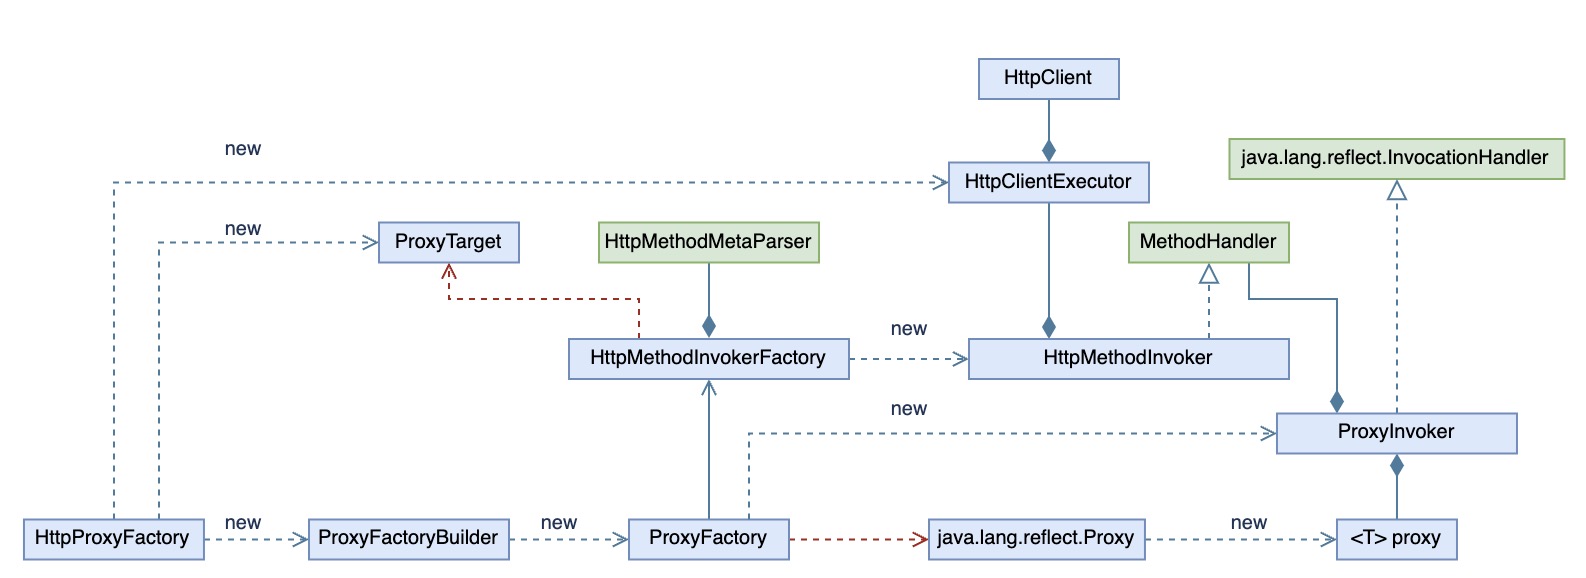 HttpClient
new
java.lang.reflect.InvocationHandler
HttpClientExecutor
new
ProxyTarget
HttpMethodMetaParser
MethodHandler
new
HttpMethodInvokerFactory
HttpMethodInvoker
new
ProxyInvoker
new
new
new
HttpProxyFactory
ProxyFactoryBuilder
ProxyFactory
java.lang.reflect.Proxy
<T> proxy